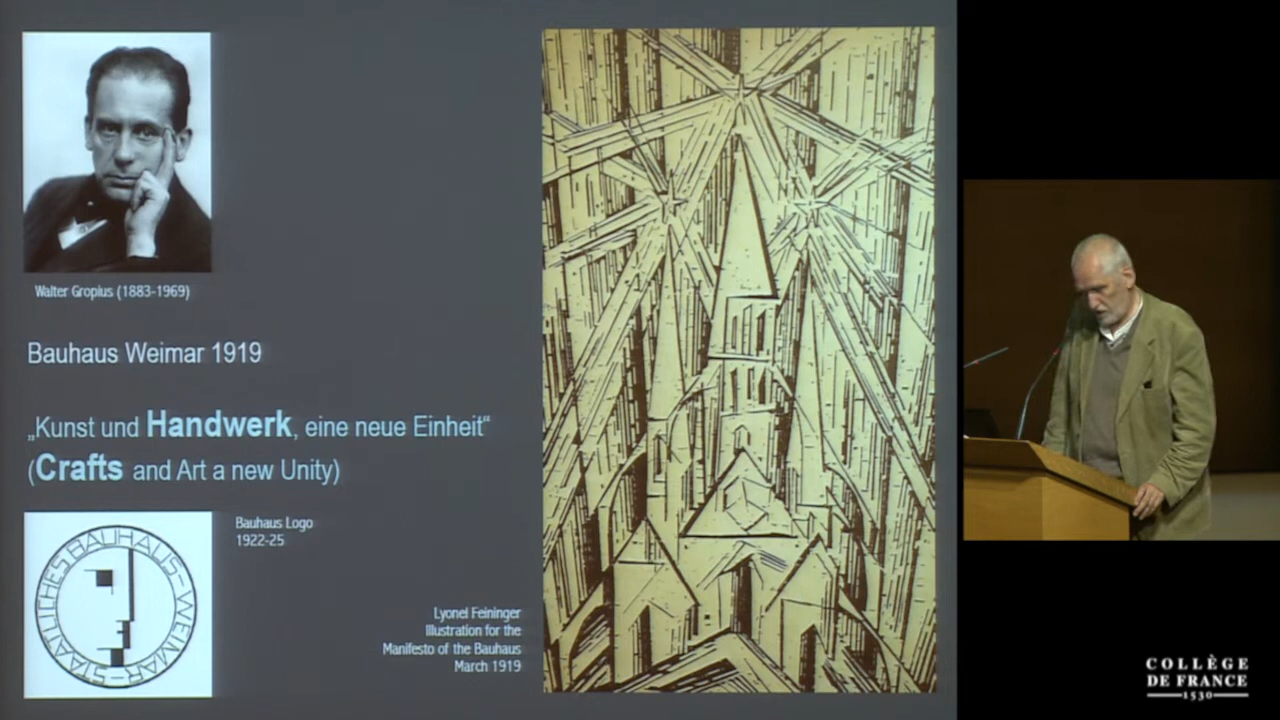 Walter Gropius (1883-1969)
Bauhaus Weimar 1919
„Kunst und Handwerk, eine neue Einheit“
(Crafts and Art a new Unity)
STAATLICHES BAUHAUS–WEIMAR–
Bauhaus Logo
1922-25
Lyonel Feininger
Illustration for the
Manifesto of the Bauhaus
March 1919
COLLÈGE
DE FRANCE
1530